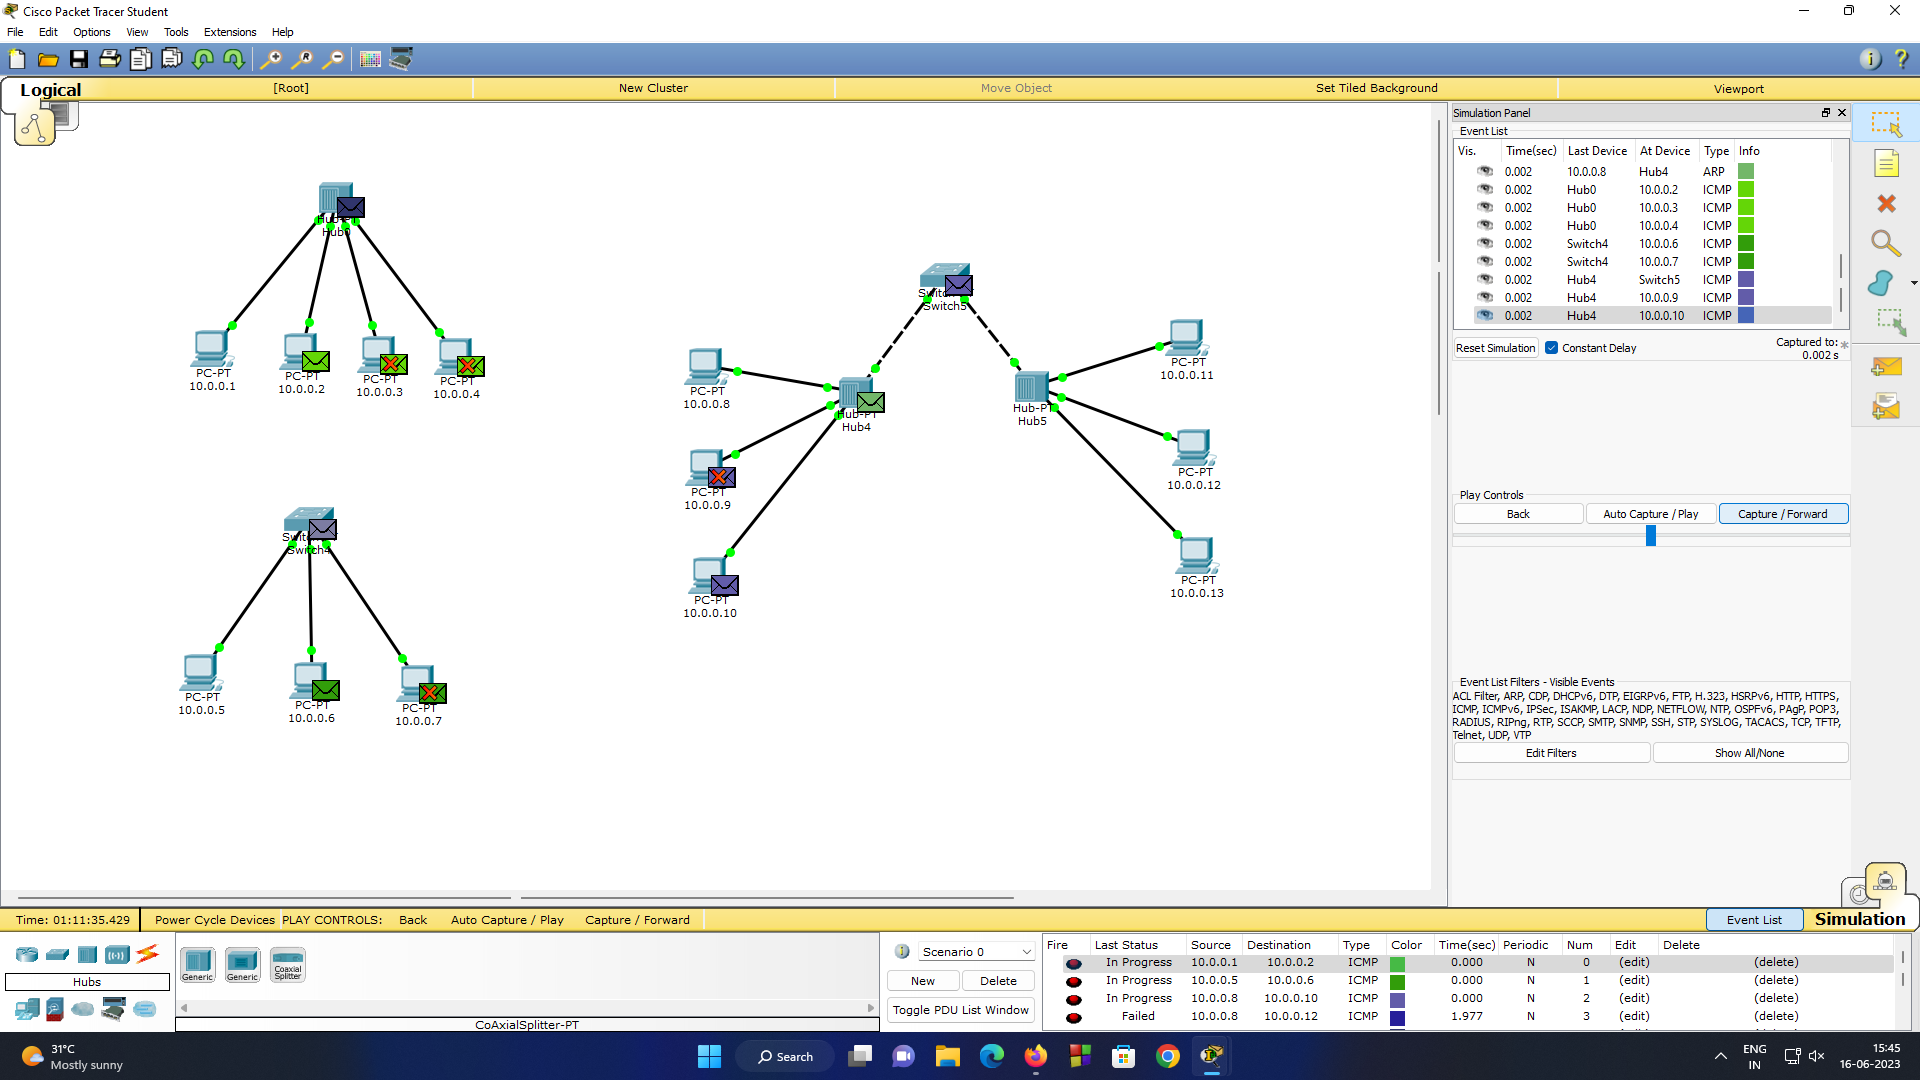 Cisco Packet Tracer Student
File Edit Options View Tools Extensions Help
Logical
[Root]
New Cluster
Move Object
Set Tiled Background
Viewport
Hub-PT
Hub0
PC-PT
10.0.0.1
PC-PT
10.0.0.2
PC-PT
10.0.0.3
PC-PT
10.0.0.4
Switch4
PC-PT
10.0.0.5
PC-PT
10.0.0.6
PC-PT
10.0.0.7
Switch5
PC-PT
10.0.0.8
Hub-PT
Hub4
PC-PT
10.0.0.9
PC-PT
10.0.0.10
Hub-PT
Hub5
PC-PT
10.0.0.11
PC-PT
10.0.0.12
PC-PT
10.0.0.13
Simulation Panel
Event List
Vis. Time(sec) Last Device At Device Type Info
0.002 10.0.0.8 Hub4 ARP
0.002 Hub0 10.0.0.2 ICMP
0.002 Hub0 10.0.0.3 ICMP
0.002 Hub0 10.0.0.4 ICMP
0.002 Switch4 10.0.0.6 ICMP
0.002 Switch4 10.0.0.7 ICMP
0.002 Hub4 Switch5 ICMP
0.002 Hub4 10.0.0.9 ICMP
0.002 Hub4 10.0.0.10 ICMP
Reset Simulation
Constant Delay
Captured to:
0.002 s
Play Controls
Back
Auto Capture / Play
Capture / Forward
Event List Filters - Visible Events
ACL Filter, ARP, CDP, DHCPv6, DTP, EIGRPv6, FTP, H.323, HSRPv6, HTTP, HTTPS,
ICMP, ICMPv6, IPSec, ISAKMP, LACP, NDP, NETFLOW, NTP, OSPFv6, PAgP, POP3,
RADIUS, RIPng, RTP, SCCP, SMTP, SNMP, SSH, STP, SYSLOG, TACACS, TCP, TFTP,
Telnet, UDP, VTP
Edit Filters
Show All/None
Time: 01:11:35.429
Power Cycle Devices PLAY CONTROLS: Back Auto Capture / Play Capture / Forward
Event List
Simulation
Hubs
Generic
Generic
Coaxial
Splitter
CoAxialSplitter-PT
Scenario 0
New
Delete
Toggle PDU List Window
Fire Last Status Source Destination Type Color Time(sec) Periodic Num Edit Delete
In Progress 10.0.0.1 10.0.0.2 ICMP 0.000 N 0 (edit) (delete)
In Progress 10.0.0.5 10.0.0.6 ICMP 0.000 N 1 (edit) (delete)
In Progress 10.0.0.8 10.0.0.10 ICMP 0.000 N 2 (edit) (delete)
Failed 10.0.0.8 10.0.0.12 ICMP 1.977 N 3 (edit) (delete)
31°C
Mostly sunny
Search
ENG
IN
15:45
16-06-2023